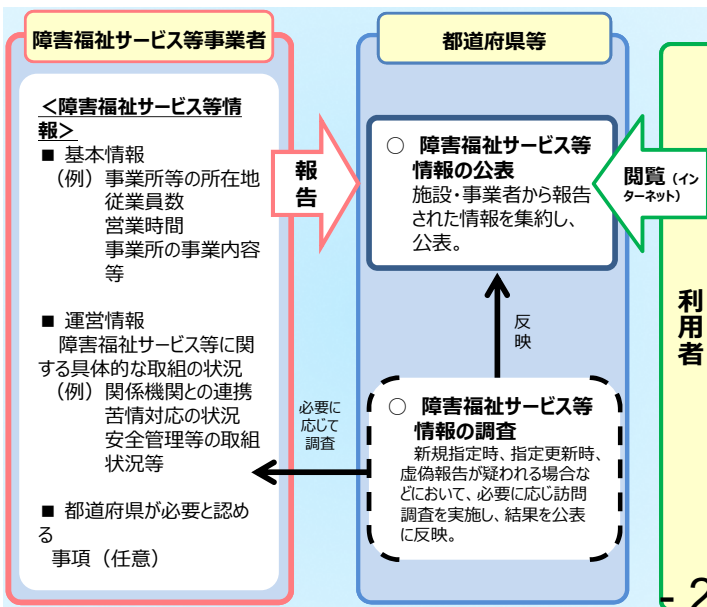 障害福祉サービス等事業者
＜障害福祉サービス等情
報＞
■ 基本情報
（例）事業所等の所在地
従業員数
営業時間
事業所の事業内容
等
■ 運営情報
障害福祉サービス等に関
する具体的な取組の状況
（例）関係機関との連携
苦情対応の状況
安全管理等の取組
状況等
■ 都道府県が必要と認め
る
事項（任意）
報
告
必要に
応じて
調査
都道府県等
○ 障害福祉サービス等
情報の公表
施設・事業者から報告
された情報を集約し、
公表。
反
映
○ 障害福祉サービス等
情報の調査
新規指定時、指定更新時、
虚偽報告が疑われる場合
などにおいて、必要に応じ訪問
調査を実施し、結果を公表
に反映。
閲覧（イン
ターネット）
利
用
者
- 2